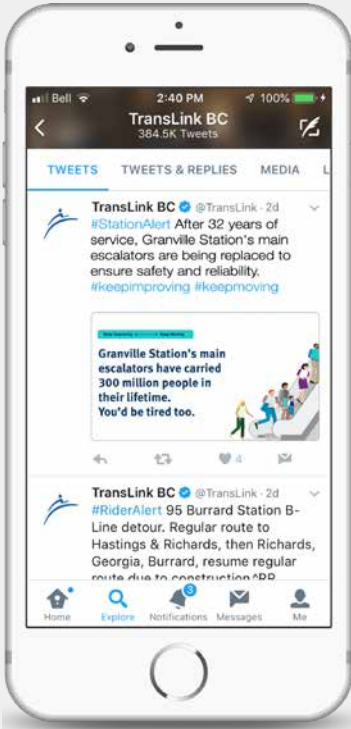 Bell
2:40 PM
100%
TransLink BC
384.5K Tweets
TWEETS
TWEETS & REPLIES
MEDIA
L
TransLink BC @TransLink · 2d
#StationAlert After 32 years of
service, Granville Station's main
escalators are being replaced to
ensure safety and reliability.
#keepimproving #keepmoving
Granville Station's main
escalators have carried
300 million people in
their lifetime.
You'd be tired too.
4
TransLink BC @TransLink · 2d
#RiderAlert 95 Burrard Station B-
Line detour. Regular route to
Hastings & Richards, then Richards,
Georgia, Burrard, resume regular
route due to construction ^RP
3
Home
Explore
Notifications
Messages
Me